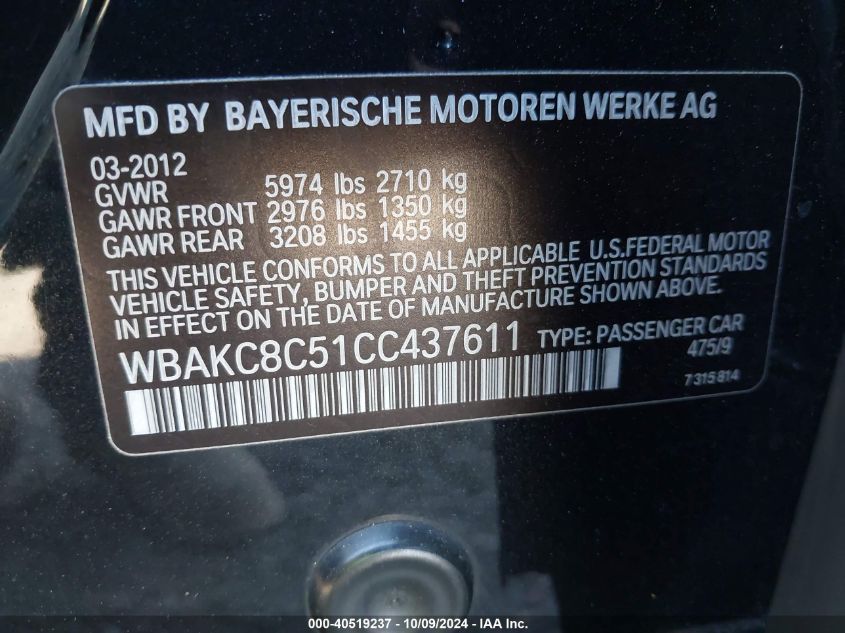 MFD BY BAYERISCHE MOTOREN WERKE AG
03-2012
GVWR 5974 lbs 2710 kg
GAWR FRONT 2976 lbs 1350 kg
GAWR REAR 3208 lbs 1455 kg
THIS VEHICLE CONFORMS TO ALL APPLICABLE U.S.FEDERAL MOTOR
VEHICLE SAFETY, BUMPER AND THEFT PREVENTION STANDARDS
IN EFFECT ON THE DATE OF MANUFACTURE SHOWN ABOVE.
WBAKC8C51CC437611 TYPE: PASSENGER CAR
475/9
7 315 814
000-40519237 - 10/09/2024 - IAA Inc.